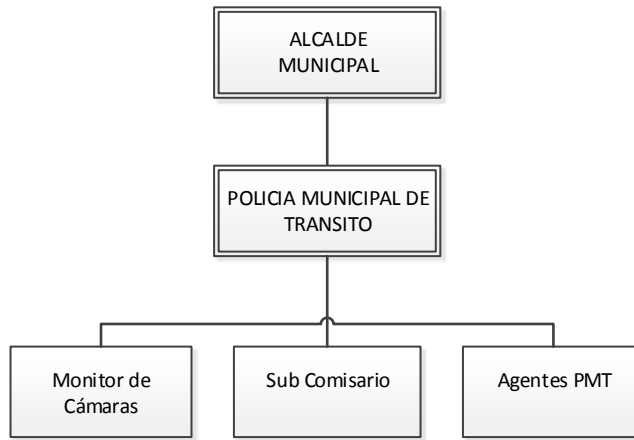 ALCALDE
MUNICIPAL
POLICIA MUNICIPAL DE
TRANSITO
Monitor de
Cámaras
Sub Comisario
Agentes PMT